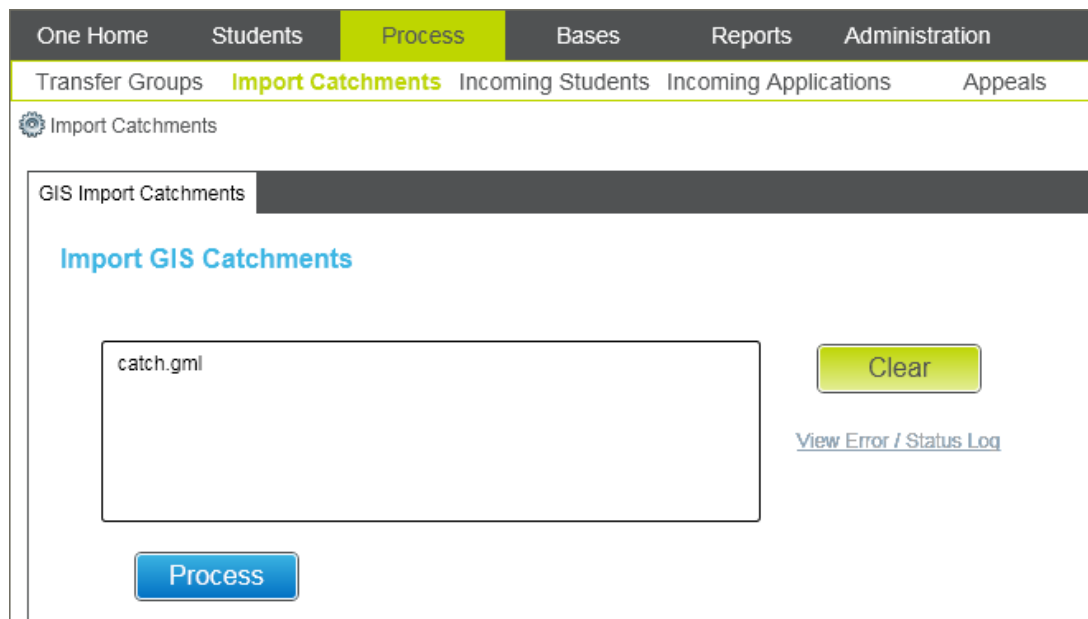 One Home Students Process Bases Reports Administration
Transfer Groups Import Catchments Incoming Students Incoming Applications Appeals
Import Catchments
GIS Import Catchments
Import GIS Catchments
catch.gml
Clear
View Error / Status Log
Process